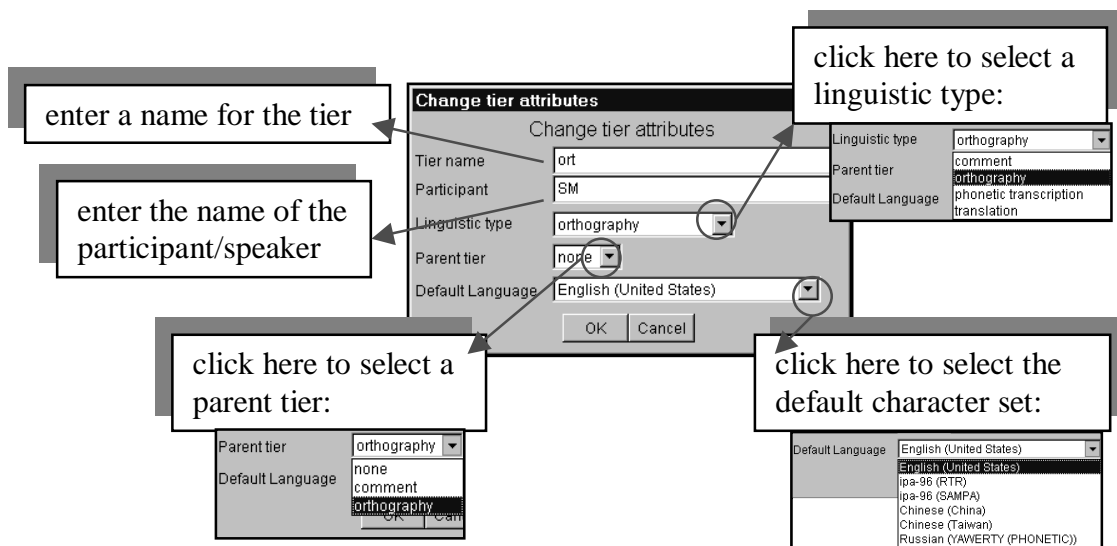 click here to select a
linguistic type:
enter a name for the tier
Change tier attributes
Change tier attributes
Tier name ort
Participant SM
Linguistic type orthography
Parent tier none
Default Language English (United States)
OK Cancel
Linguistic type orthography
Parent tier comment
orthography
Default Language phonetic transcription
translation
enter the name of the
participant/speaker
click here to select a
parent tier:
Parent tier orthography
none
Default Language comment
orthography
OK
click here to select the
default character set:
Default Language English (United States)
English (United States)
ipa-96 (RTR)
ipa-96 (SAMPA)
Chinese (China)
Chinese (Taiwan)
Russian (YAWERTY (PHONETIC))